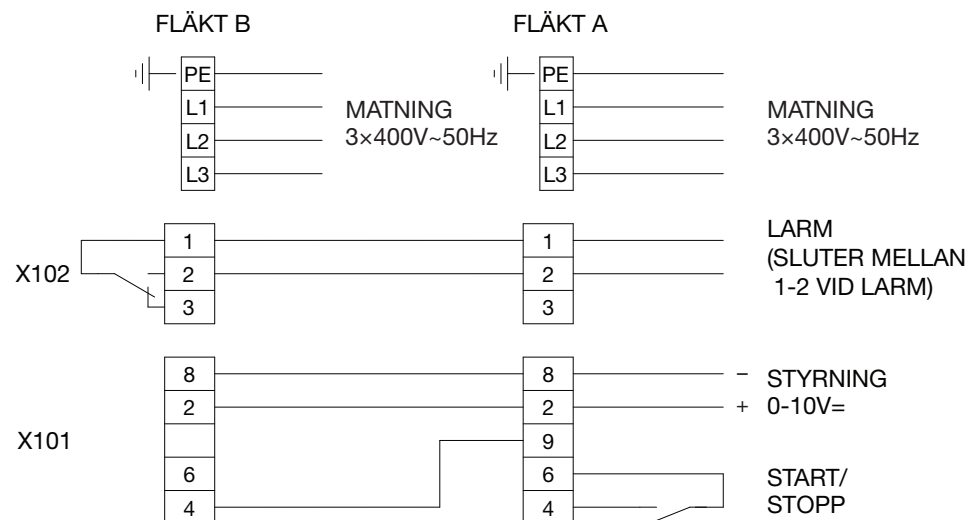 FLÄKT B
FLÄKT A
PE
L1
L2
L3
MATNING
3×400V~50Hz
PE
L1
L2
L3
MATNING
3×400V~50Hz
X102
1
2
3
1
2
3
LARM
(SLUTER MELLAN
1-2 VID LARM)
X101
8
2
6
4
8
2
9
6
4
−
+
STYRNING
0-10V=
START/
STOPP